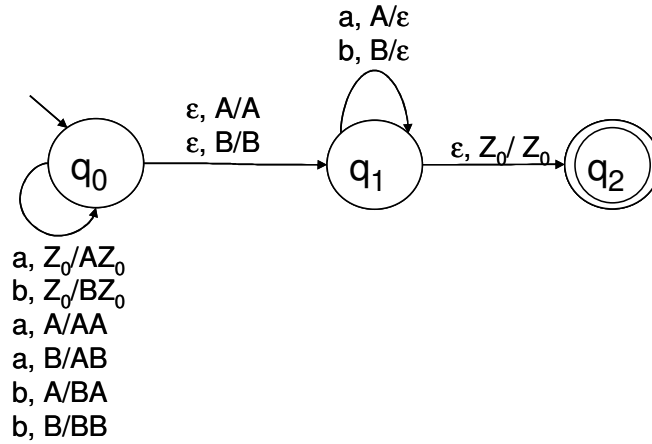 a, A/ε
b, B/ε
ε, A/A
ε, B/B
q₀
q₁
ε, Z₀/ Z₀
q₂
a, Z₀/AZ₀
b, Z₀/BZ₀
a, A/AA
a, B/AB
b, A/BA
b, B/BB